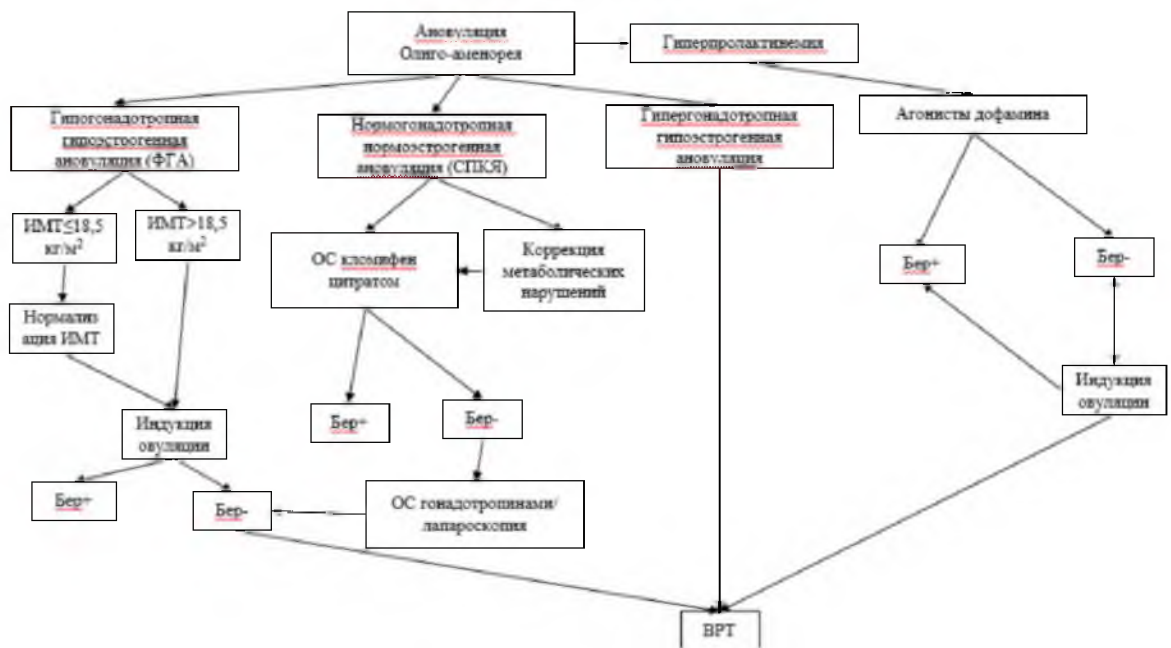 Ановуляция
Олиго-аменорея
Гиперпролактинемия
Гипогонадотропная
гипоэстрогенная
ановуляция (ФГА)
Нормогонадотропная
нормоэстрогенная
ановуляция (СПКЯ)
Гипергонадотропная
гипоэстрогенная
ановуляция
Агонисты дофамина
ИМТ≤18,5
кг/м²
ИМТ>18,5
кг/м²
ОС кломифен
цитратом
Коррекция
метаболических
нарушений
Бер+
Бер-
Нормализ
ация ИМТ
Индукция
овуляции
Бер+
Бер-
Индукция
овуляции
Бер+
Бер-
ОС гонадотропинами/
лапароскопия
ВРТ